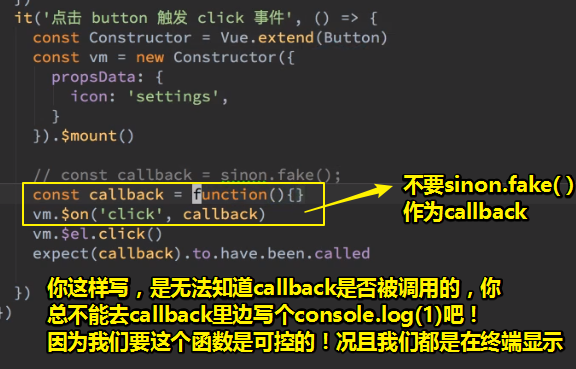 it('点击 button 触发 click 事件', () => {
const Constructor = Vue.extend(Button)
const vm = new Constructor({
propsData: {
icon: 'settings',
}
}).$mount()
// const callback = sinon.fake();
const callback = function(){}
不要sinon.fake( )
vm.$on('click', callback)
作为callback
vm.$el.click()
expect(callback).to.have.been.called
})
你这样写，是无法知道callback是否被调用的，你
总不能去callback里边写个console.log(1)吧！
})
因为我们要这个函数是可控的！况且我们都是在终端显示